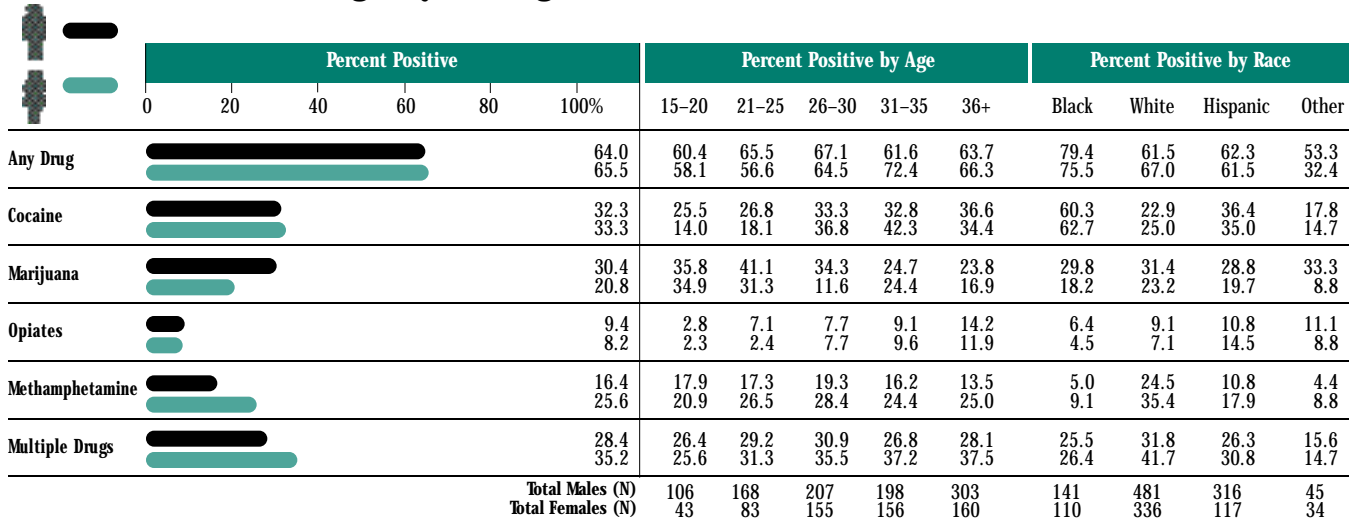 Percent Positive Percent Positive by Age Percent Positive by Race
0 20 40 60 80 100% 15–20 21–25 26–30 31–35 36+ Black White Hispanic Other
Any Drug
64.0 60.4 65.5 67.1 61.6 63.7 79.4 61.5 62.3 53.3
65.5 58.1 56.6 64.5 72.4 66.3 75.5 67.0 61.5 32.4
Cocaine
32.3 25.5 26.8 33.3 32.8 36.6 60.3 22.9 36.4 17.8
33.3 14.0 18.1 36.8 42.3 34.4 62.7 25.0 35.0 14.7
Marijuana
30.4 35.8 41.1 34.3 24.7 23.8 29.8 31.4 28.8 33.3
20.8 34.9 31.3 11.6 24.4 16.9 18.2 23.2 19.7 8.8
Opiates
9.4 2.8 7.1 7.7 9.1 14.2 6.4 9.1 10.8 11.1
8.2 2.3 2.4 7.7 9.6 11.9 4.5 7.1 14.5 8.8
Methamphetamine
16.4 17.9 17.3 19.3 16.2 13.5 5.0 24.5 10.8 4.4
25.6 20.9 26.5 28.4 24.4 25.0 9.1 35.4 17.9 8.8
Multiple Drugs
28.4 26.4 29.2 30.9 26.8 28.1 25.5 31.8 26.3 15.6
35.2 25.6 31.3 35.5 37.2 37.5 26.4 41.7 30.8 14.7
Total Males (N) 106 168 207 198 303 141 481 316 45
Total Females (N) 43 83 155 156 160 110 336 117 34